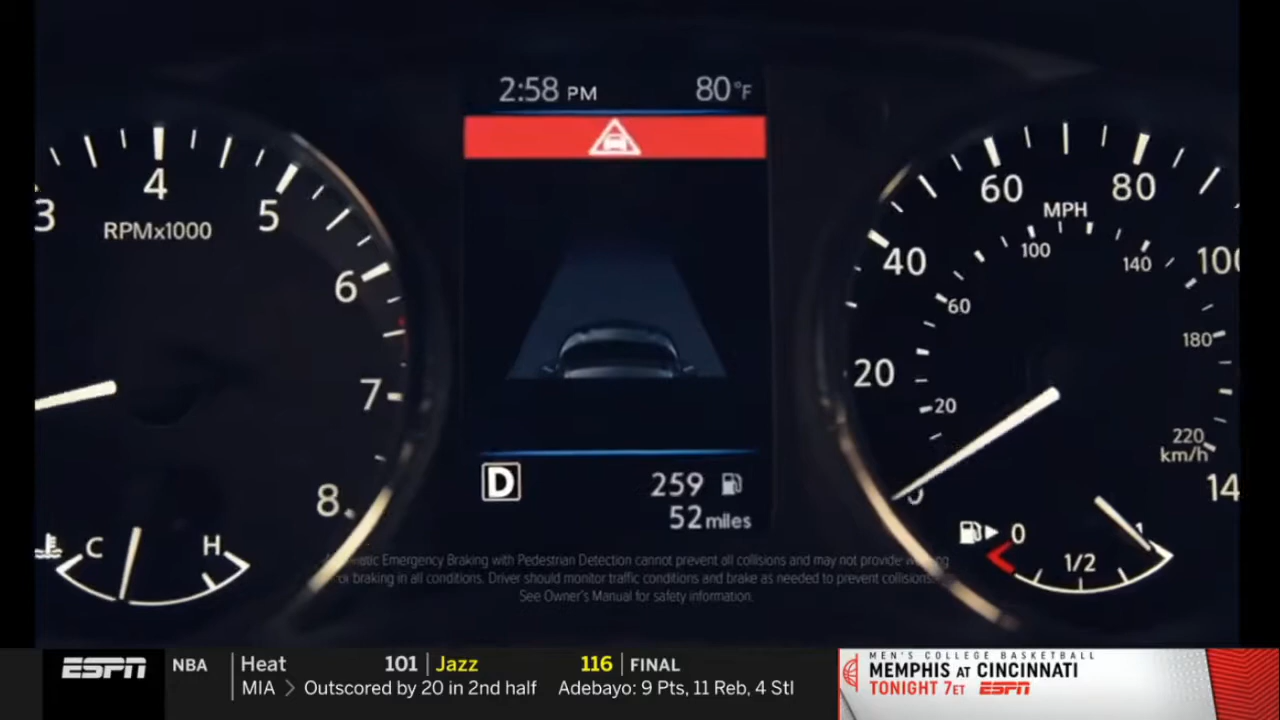 2:58 PM 80°F
3 4 5 6 7 8
RPMx1000
C H
D
259
52 miles
20 40 60 80 100 14
MPH
20 60 100 140 180 220
km/h
0 1/2 1
Emergency Braking with Pedestrian Detection cannot prevent all collisions and may not provide
braking in all conditions. Driver should monitor traffic conditions and brake as needed to prevent collisions.
See Owner's Manual for safety information.
ESPN
NBA
Heat 101 Jazz 116 FINAL
MIA > Outscored by 20 in 2nd half Adebayo: 9 Pts, 11 Reb, 4 Stl
MEN'S COLLEGE BASKETBALL
MEMPHIS AT CINCINNATI
TONIGHT 7ET ESPN